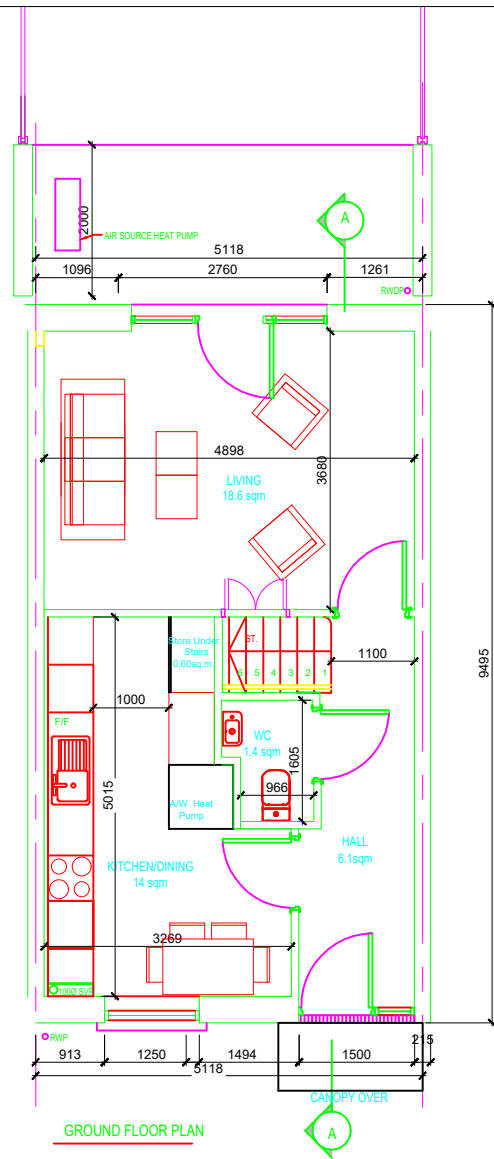 A
2000
AIR SOURCE HEAT PUMP
5118
1096
2760
1261
RWDP
4898
3680
LIVING
18.6 sqm
9495
Store Under
Stairs
0.60sq.m.
ST.
6 5 4 3 2 1
1100
1000
F/F
WC
1.4 sqm
1605
966
5015
A/W Heat
Pump
HALL
6.1sqm
KITCHEN/DINING
14 sqm
3269
100Ø SVP
RWP
913
1250
1494
1500
215
5118
CANOPY OVER
GROUND FLOOR PLAN
A